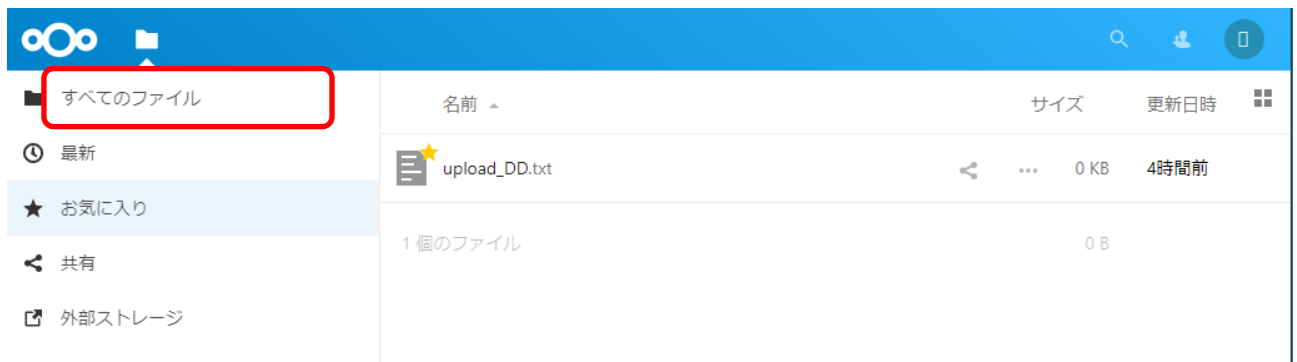 すべてのファイル
最新
お気に入り
共有
外部ストレージ
名前 サイズ 更新日時
upload_DD.txt 0 KB 4時間前
1 個のファイル 0 B